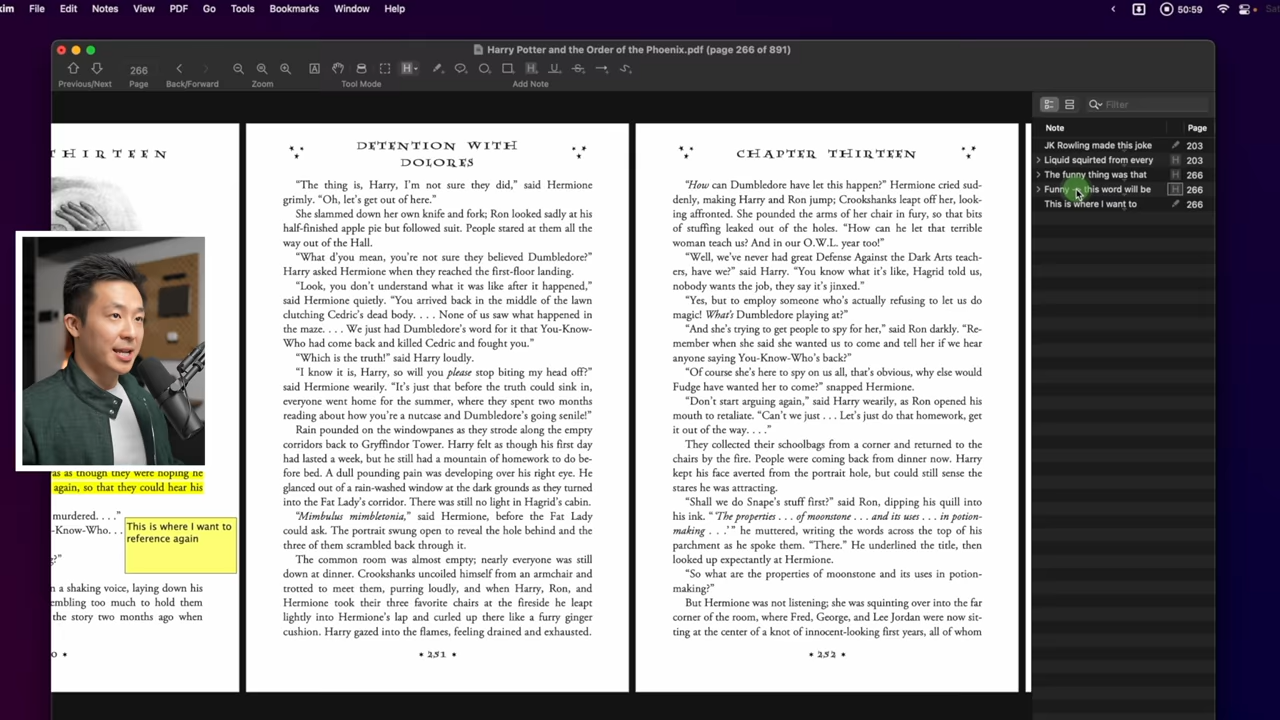 kim File Edit Notes View PDF Go Tools Bookmarks Window Help
50:59
Harry Potter and the Order of the Phoenix.pdf (page 266 of 891)
266
Previous/Next Page Back/Forward Zoom Tool Mode Add Note
Filter
Note Page
JK Rowling made this joke 203
Liquid squirted from every 203
The funny thing was that 266
Funny this word will be 266
This is where I want to 266
THIRTEEN
as as though they were hoping he
again, so that they could hear his
murdered. . . ."
-Know-Who. . .
This is where I want to
reference again
n a shaking voice, laying down his
embling too much to hold them
the story two months ago when
DETENTION WITH
DOLORES
"The thing is, Harry, I'm not sure they did," said Hermione
grimly. "Oh, let's get out of here."
She slammed down her own knife and fork; Ron looked sadly at his
half-finished apple pie but followed suit. People stared at them all the
way out of the Hall.
"What d'you mean, you're not sure they believed Dumbledore?"
Harry asked Hermione when they reached the first-floor landing.
"Look, you don't understand what it was like after it happened,"
said Hermione quietly. "You arrived back in the middle of the lawn
clutching Cedric's dead body. . . . None of us saw what happened in
the maze. . . . We just had Dumbledore's word for it that You-Know-
Who had come back and killed Cedric and fought you."
"Which is the truth!" said Harry loudly.
"I know it is, Harry, so will you please stop biting my head off?"
said Hermione wearily. "It's just that before the truth could sink in,
everyone went home for the summer, where they spent two months
reading about how you're a nutcase and Dumbledore's going senile!"
Rain pounded on the windowpanes as they strode along the empty
corridors back to Gryffindor Tower. Harry felt as though his first day
had lasted a week, but he still had a mountain of homework to do be-
fore bed. A dull pounding pain was developing over his right eye. He
glanced out of a rain-washed window at the dark grounds as they turned
into the Fat Lady's corridor. There was still no light in Hagrid's cabin.
"Mimbulus mimbletonia," said Hermione, before the Fat Lady
could ask. The portrait swung open to reveal the hole behind and the
three of them scrambled back through it.
The common room was almost empty; nearly everyone was still
down at dinner. Crookshanks uncoiled himself from an armchair and
trotted to meet them, purring loudly, and when Harry, Ron, and
Hermione took their three favorite chairs at the fireside he leapt
lightly into Hermione's lap and curled up there like a furry ginger
cushion. Harry gazed into the flames, feeling drained and exhausted.
251
CHAPTER THIRTEEN
"How can Dumbledore have let this happen?" Hermione cried sud-
denly, making Harry and Ron jump; Crookshanks leapt off her, look-
ing affronted. She pounded the arms of her chair in fury, so that bits
of stuffing leaked out of the holes. "How can he let that terrible
woman teach us? And in our O.W.L. year too!"
"Well, we've never had great Defense Against the Dark Arts teach-
ers, have we?" said Harry. "You know what it's like, Hagrid told us,
nobody wants the job, they say it's jinxed."
"Yes, but to employ someone who's actually refusing to let us do
magic! What's Dumbledore playing at?"
"And she's trying to get people to spy for her," said Ron darkly. "Re-
member when she said she wanted us to come and tell her if we hear
anyone saying You-Know-Who's back?"
"Of course she's here to spy on us all, that's obvious, why else would
Fudge have wanted her to come?" snapped Hermione.
"Don't start arguing again," said Harry wearily, as Ron opened his
mouth to retaliate. "Can't we just . . . Let's just do that homework, get
it out of the way. . . ."
They collected their schoolbags from a corner and returned to the
chairs by the fire. People were coming back from dinner now. Harry
kept his face averted from the portrait hole, but could still sense the
stares he was attracting.
"Shall we do Snape's stuff first?" said Ron, dipping his quill into
his ink. "'The properties . . . of moonstone . . . and its uses . . . in potion-
making . . .'" he muttered, writing the words across the top of his
parchment as he spoke them. "There." He underlined the title, then
looked up expectantly at Hermione.
"So what are the properties of moonstone and its uses in potion-
making?"
But Hermione was not listening; she was squinting over into the far
corner of the room, where Fred, George, and Lee Jordan were now sit-
ting at the center of a knot of innocent-looking first years, all of whom
252